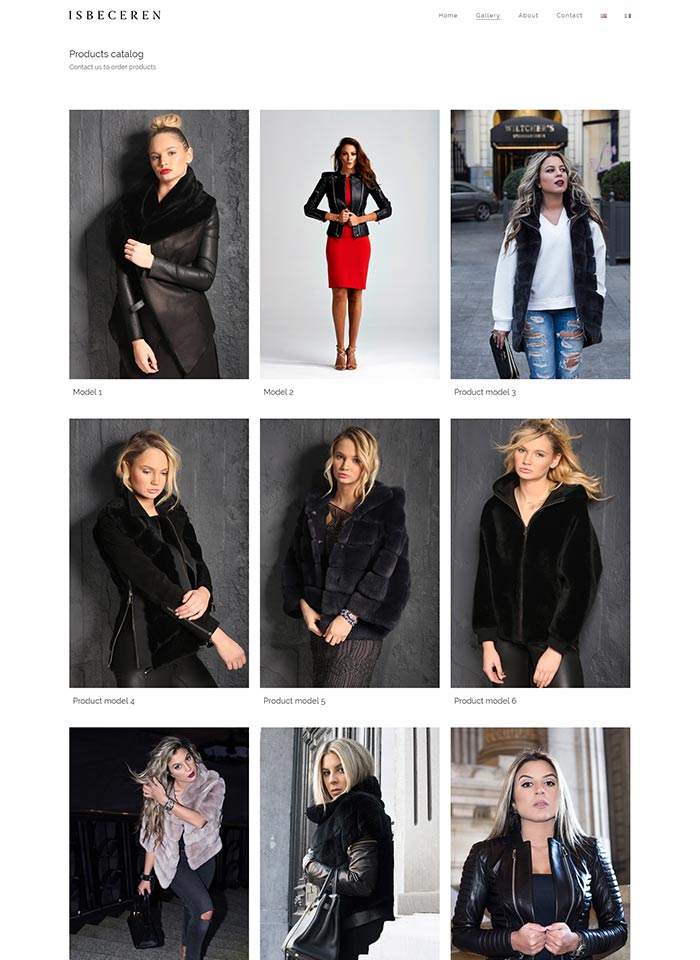 ISBECEREN
Home Gallery About Contact
Products catalog
Contact us to order products.
WILTCHER'S
Model 1
Model 2
Product model 3
Product model 4
Product model 5
Product model 6